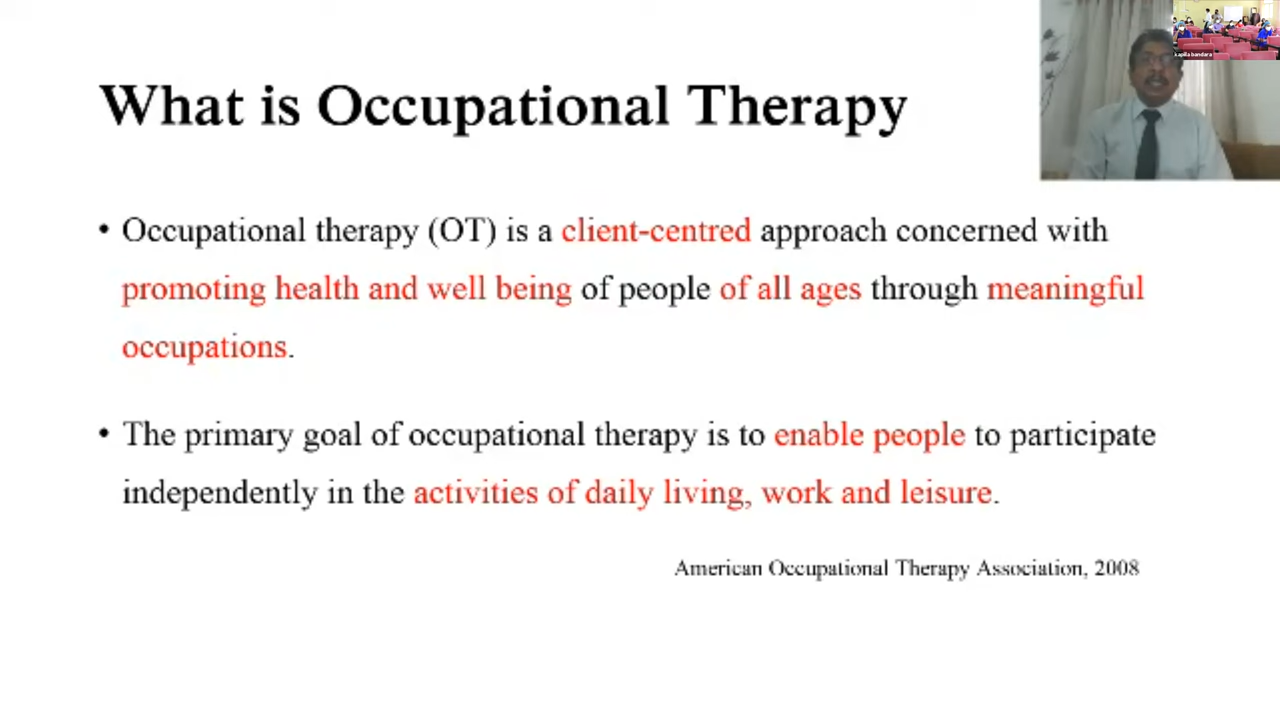 kapila bandara
What is Occupational Therapy
• Occupational therapy (OT) is a client-centred approach concerned with
promoting health and well being of people of all ages through meaningful
occupations.
• The primary goal of occupational therapy is to enable people to participate
independently in the activities of daily living, work and leisure.
American Occupational Therapy Association, 2008